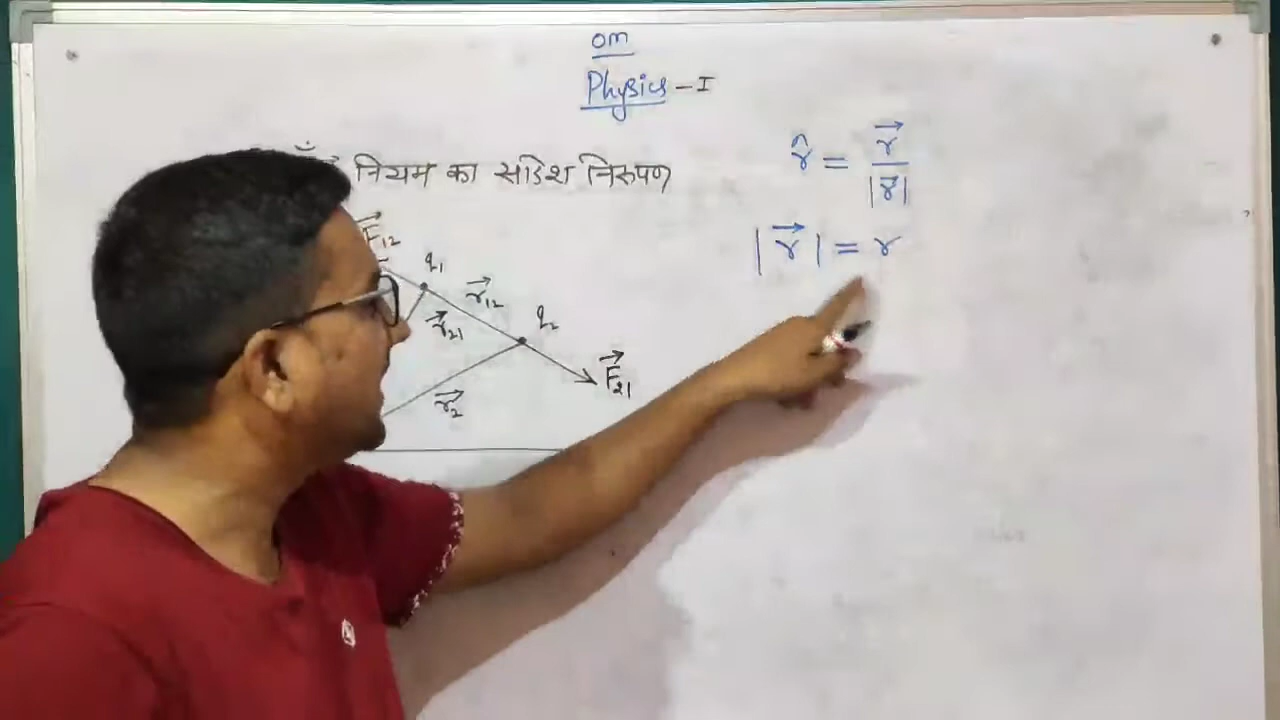 om
Physics - I
नियम का सदिश निरुपण
F⃗12
q1
r⃗12
r⃗21
q2
F⃗21
r⃗2
r̂ = r⃗ / |r⃗|
|r⃗| = r